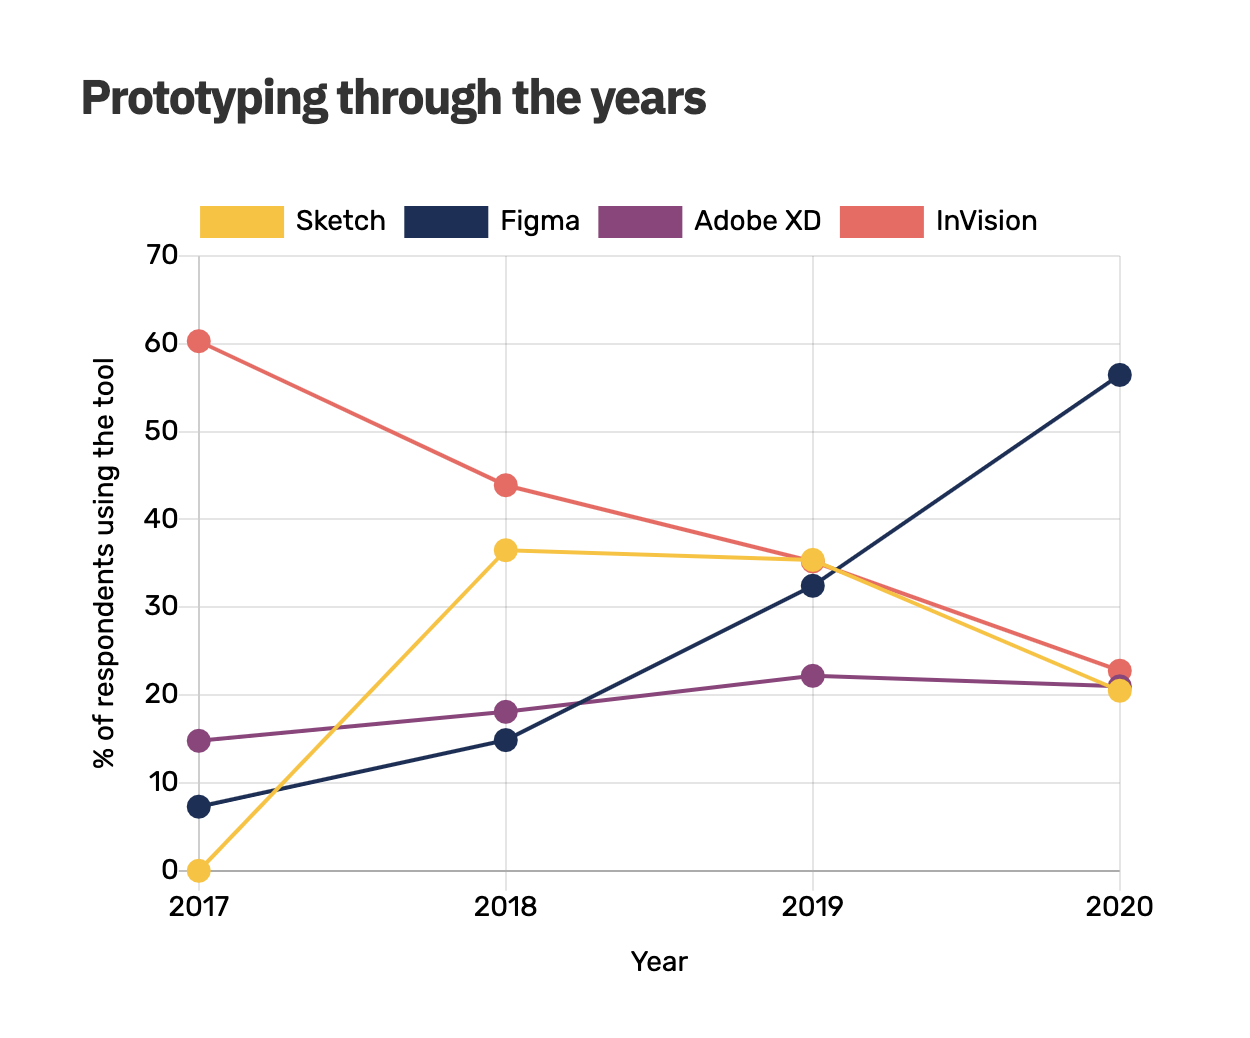 Prototyping through the years
Sketch Figma Adobe XD InVision
70
60
50
40
30
20
10
0
% of respondents using the tool
2017 2018 2019 2020
Year